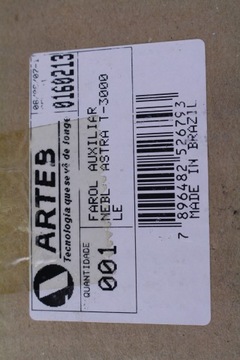 ARTEB
Tecnologia que se vê de longe
0160213
QUANTIDADE
001
FAROL AUXILIAR
ASTRA T-3000
LE
7 896482 526793
MADE IN BRAZIL